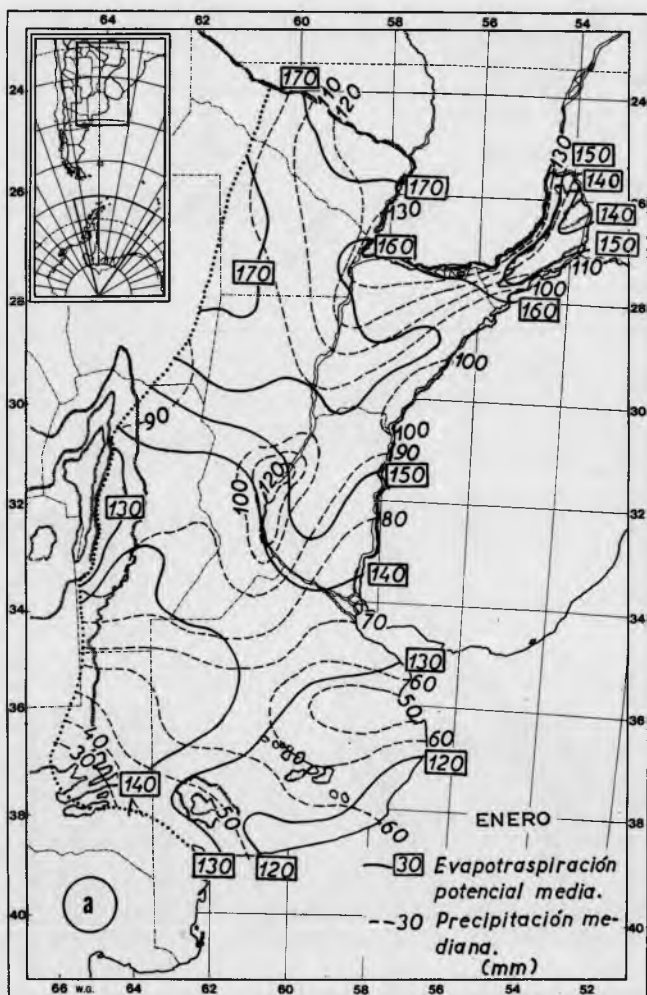 64 62 60 58 56 54
170 110 120
24 24
150
130
140
26 170 26
130
140
160 150
110
170 100
28 160 28
100
30 90 30
100
90
120 150
100
32 130 80 32
140
34 70 34
130
60
36 50 36
60
40 80 120
30
140 50
38 60 ENERO 38
130 120 30 Evapotraspiración
potencial media.
a --30 Precipitación me-
40 diana. 40
(mm)
66 W.G. 64 62 60 58 56 54 52